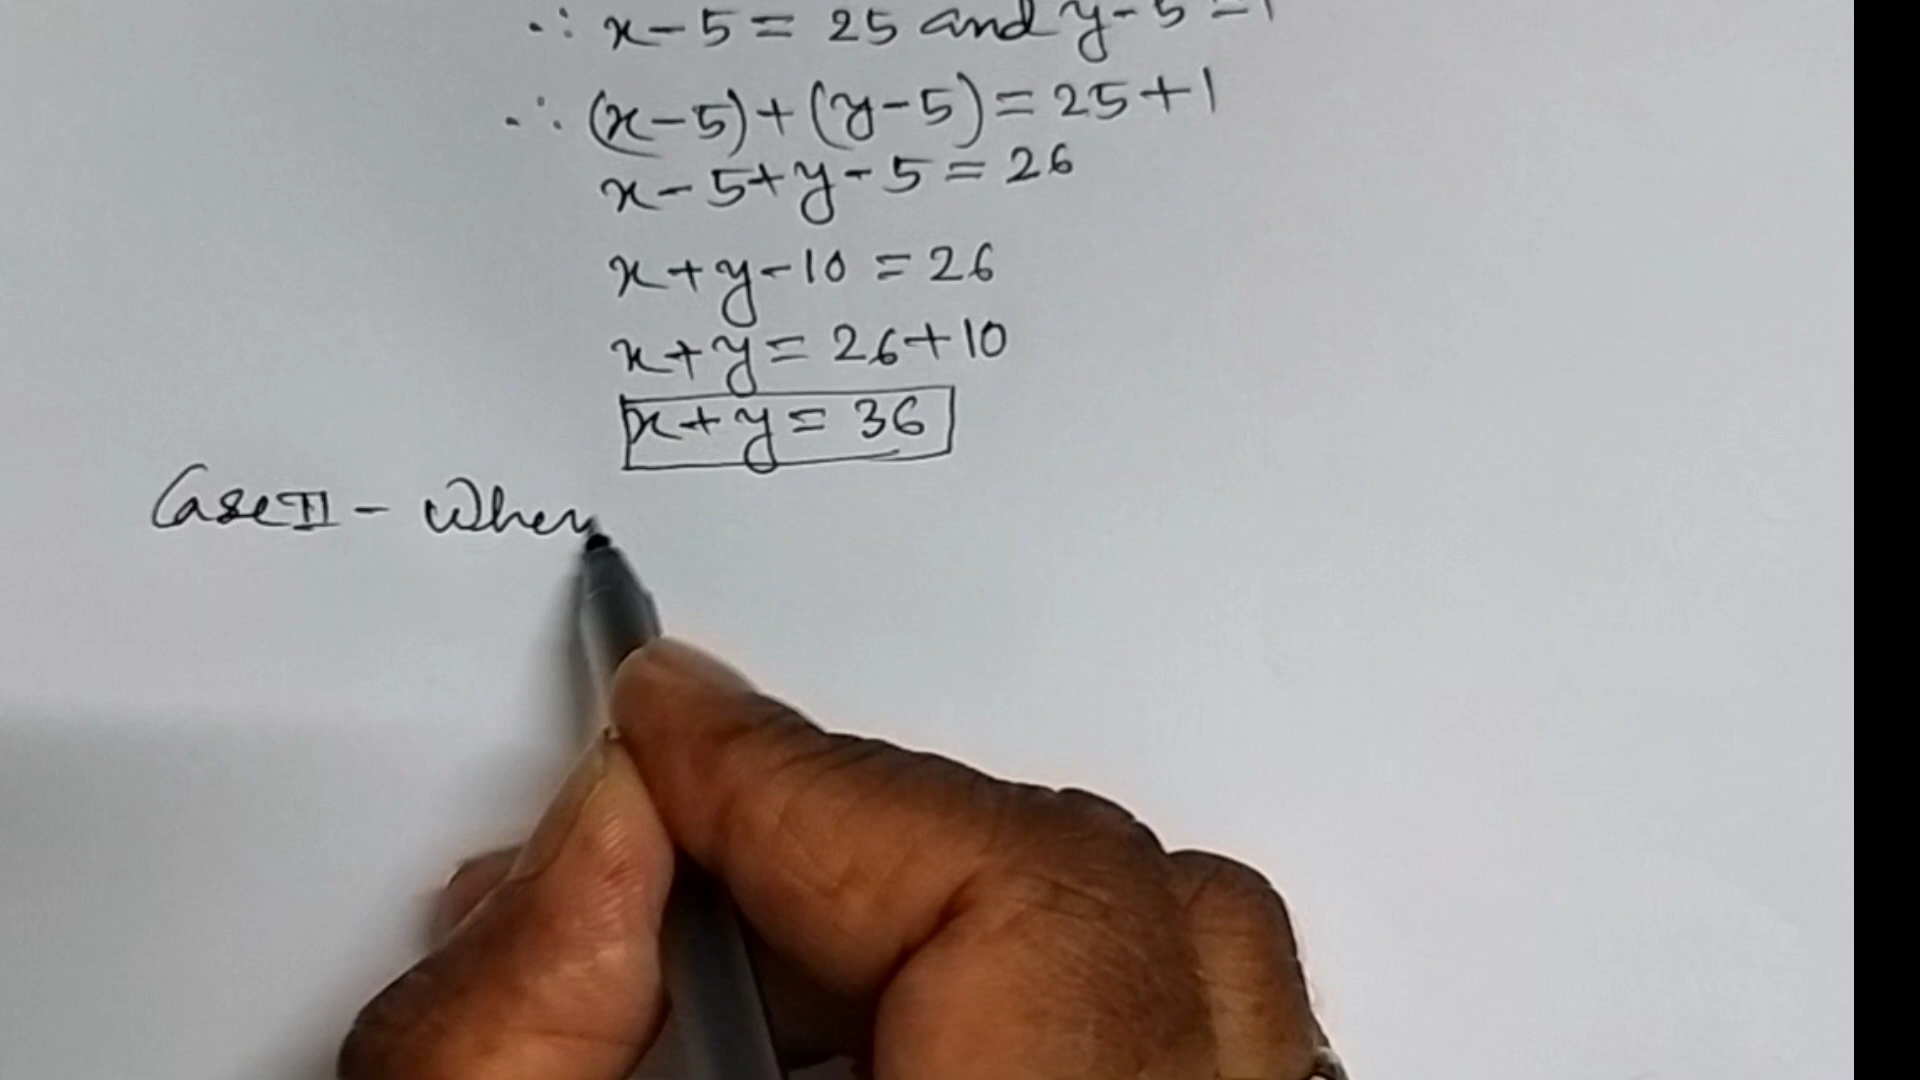 ∴ x-5 = 25 and y-5 = 1
∴ (x-5)+(y-5)=25+1
x-5+y-5=26
x+y-10=26
x+y=26+10
x+y=36
Case II - When